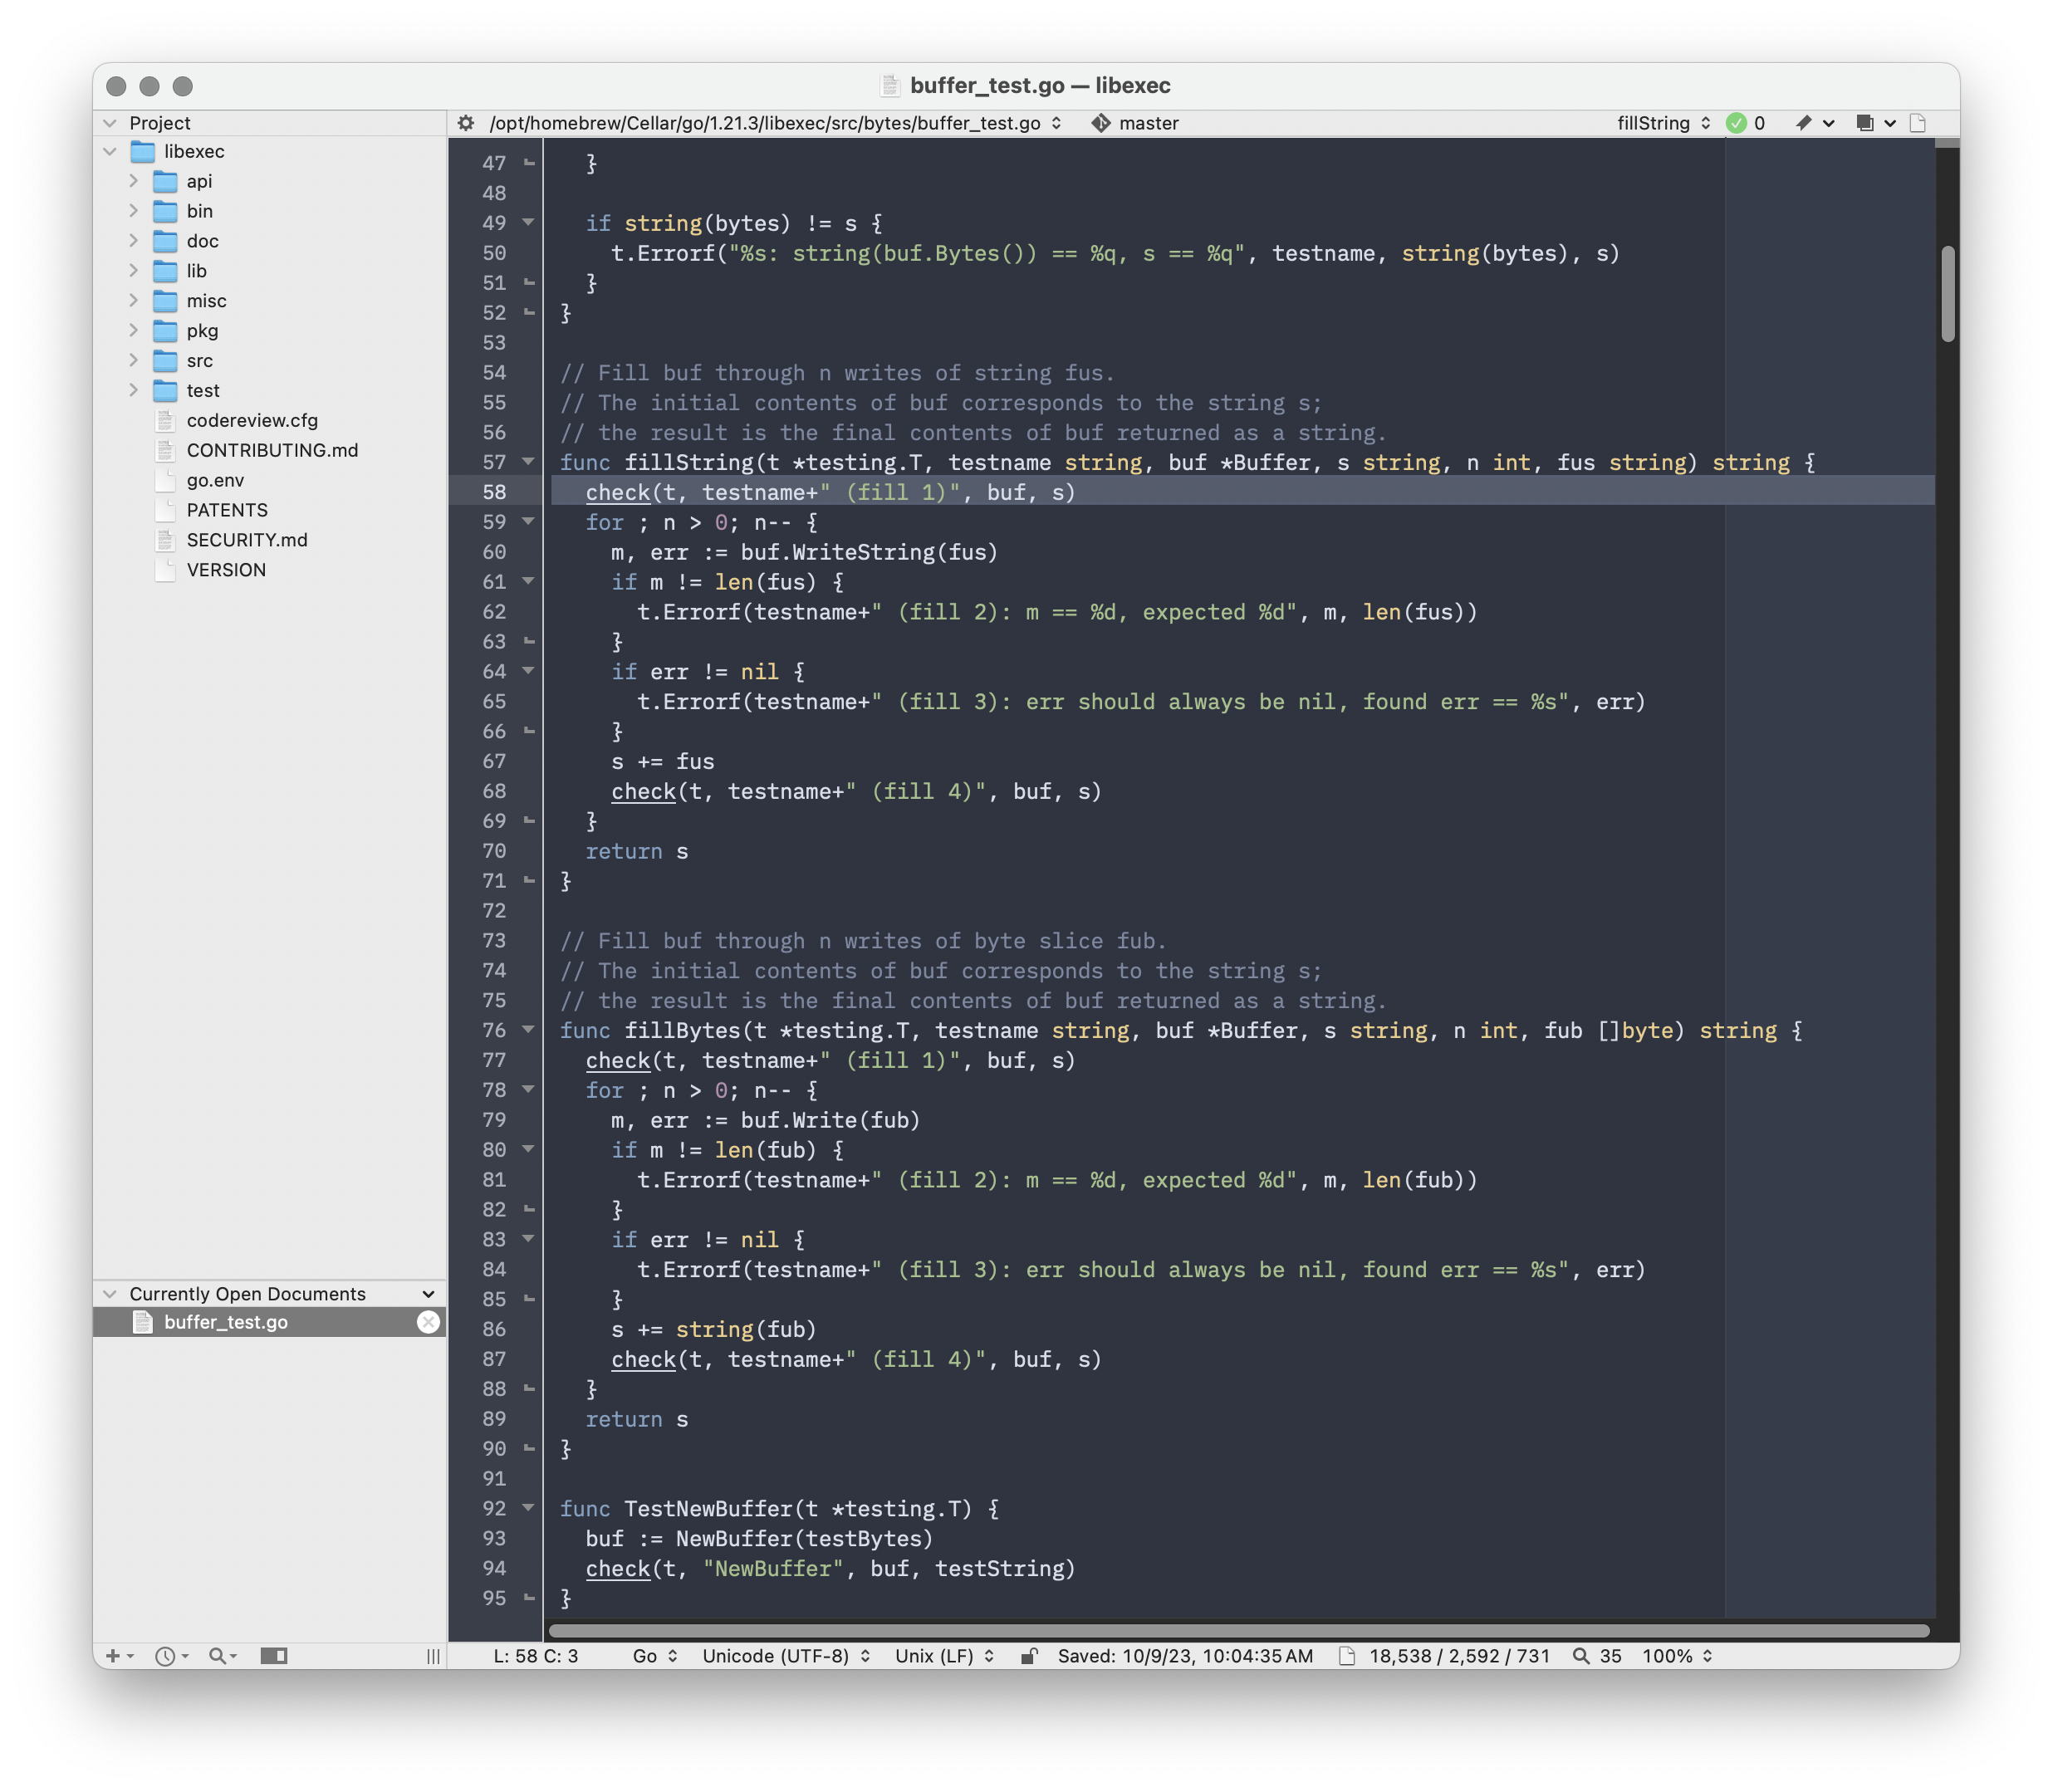 buffer_test.go — libexec
Project
/opt/homebrew/Cellar/go/1.21.3/libexec/src/bytes/buffer_test.go master fillString 0
libexec
api
bin
doc
lib
misc
pkg
src
test
codereview.cfg
CONTRIBUTING.md
go.env
PATENTS
SECURITY.md
VERSION
Currently Open Documents
buffer_test.go
47 }
48
49 if string(bytes) != s {
50 t.Errorf("%s: string(buf.Bytes()) == %q, s == %q", testname, string(bytes), s)
51 }
52 }
53
54 // Fill buf through n writes of string fus.
55 // The initial contents of buf corresponds to the string s;
56 // the result is the final contents of buf returned as a string.
57 func fillString(t *testing.T, testname string, buf *Buffer, s string, n int, fus string) string {
58 check(t, testname+" (fill 1)", buf, s)
59 for ; n > 0; n-- {
60 m, err := buf.WriteString(fus)
61 if m != len(fus) {
62 t.Errorf(testname+" (fill 2): m == %d, expected %d", m, len(fus))
63 }
64 if err != nil {
65 t.Errorf(testname+" (fill 3): err should always be nil, found err == %s", err)
66 }
67 s += fus
68 check(t, testname+" (fill 4)", buf, s)
69 }
70 return s
71 }
72
73 // Fill buf through n writes of byte slice fub.
74 // The initial contents of buf corresponds to the string s;
75 // the result is the final contents of buf returned as a string.
76 func fillBytes(t *testing.T, testname string, buf *Buffer, s string, n int, fub []byte) string {
77 check(t, testname+" (fill 1)", buf, s)
78 for ; n > 0; n-- {
79 m, err := buf.Write(fub)
80 if m != len(fub) {
81 t.Errorf(testname+" (fill 2): m == %d, expected %d", m, len(fub))
82 }
83 if err != nil {
84 t.Errorf(testname+" (fill 3): err should always be nil, found err == %s", err)
85 }
86 s += string(fub)
87 check(t, testname+" (fill 4)", buf, s)
88 }
89 return s
90 }
91
92 func TestNewBuffer(t *testing.T) {
93 buf := NewBuffer(testBytes)
94 check(t, "NewBuffer", buf, testString)
95 }
L: 58 C: 3 Go Unicode (UTF-8) Unix (LF) Saved: 10/9/23, 10:04:35 AM 18,538 / 2,592 / 731 35 100%